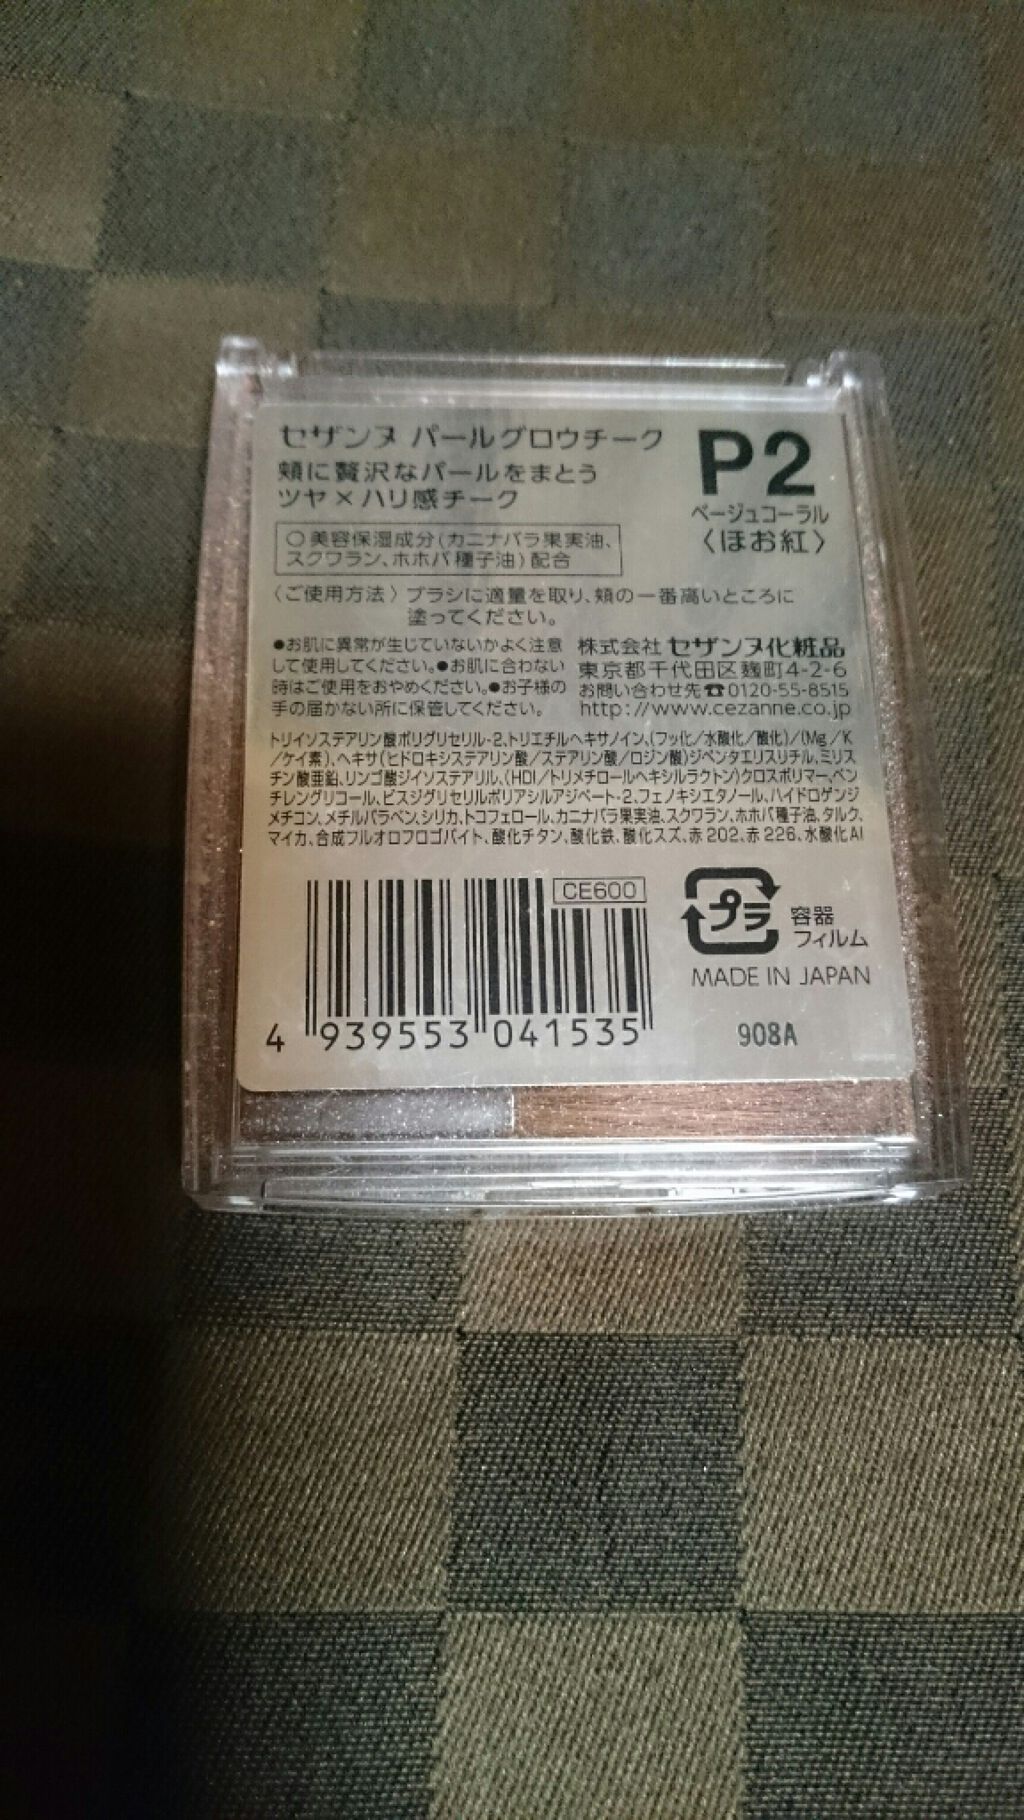 セザンヌ パールグロウチーク
頬に贅沢なパールをまとう
ツヤ×ハリ感チーク
P2
ベージュコーラル
〈ほお紅〉
○美容保湿成分(カニナバラ果実油、
スクワラン、ホホバ種子油)配合
〈ご使用方法〉ブラシに適量を取り、頬の一番高いところに
塗ってください。
●お肌に異常が生じていないかよく注意
して使用してください。●お肌に合わない
時はご使用をおやめください。●お子様の
手の届かない所に保管してください。
株式会社 セザンヌ化粧品
東京都千代田区麹町4-2-6
お問い合わせ先☎0120-55-8515
http://www.cezanne.co.jp
トリイソステアリン酸ポリグリセリル-2、トリエチルヘキサノイン、(フッ化/水酸化/酸化)/(Mg/K
/ケイ素)、ヘキサ(ヒドロキシステアリン酸/ステアリン酸/ロジン酸)ジペンタエリスリチル、ミリス
チン酸亜鉛、リンゴ酸ジイソステアリル、(HDI/トリメチロールヘキシルラクトン)クロスポリマー、ペン
チレングリコール、ビスジグリセリルポリアシルアジペート-2、フェノキシエタノール、ハイドロゲンジ
メチコン、メチルパラベン、シリカ、トコフェロール、カニナバラ果実油、スクワラン、ホホバ種子油、タルク、
マイカ、合成フルオロフロゴパイト、酸化チタン、酸化鉄、酸化スズ、赤202、赤226、水酸化Al
CE600
4 939553 041535
プラ
容器
フィルム
MADE IN JAPAN
908A